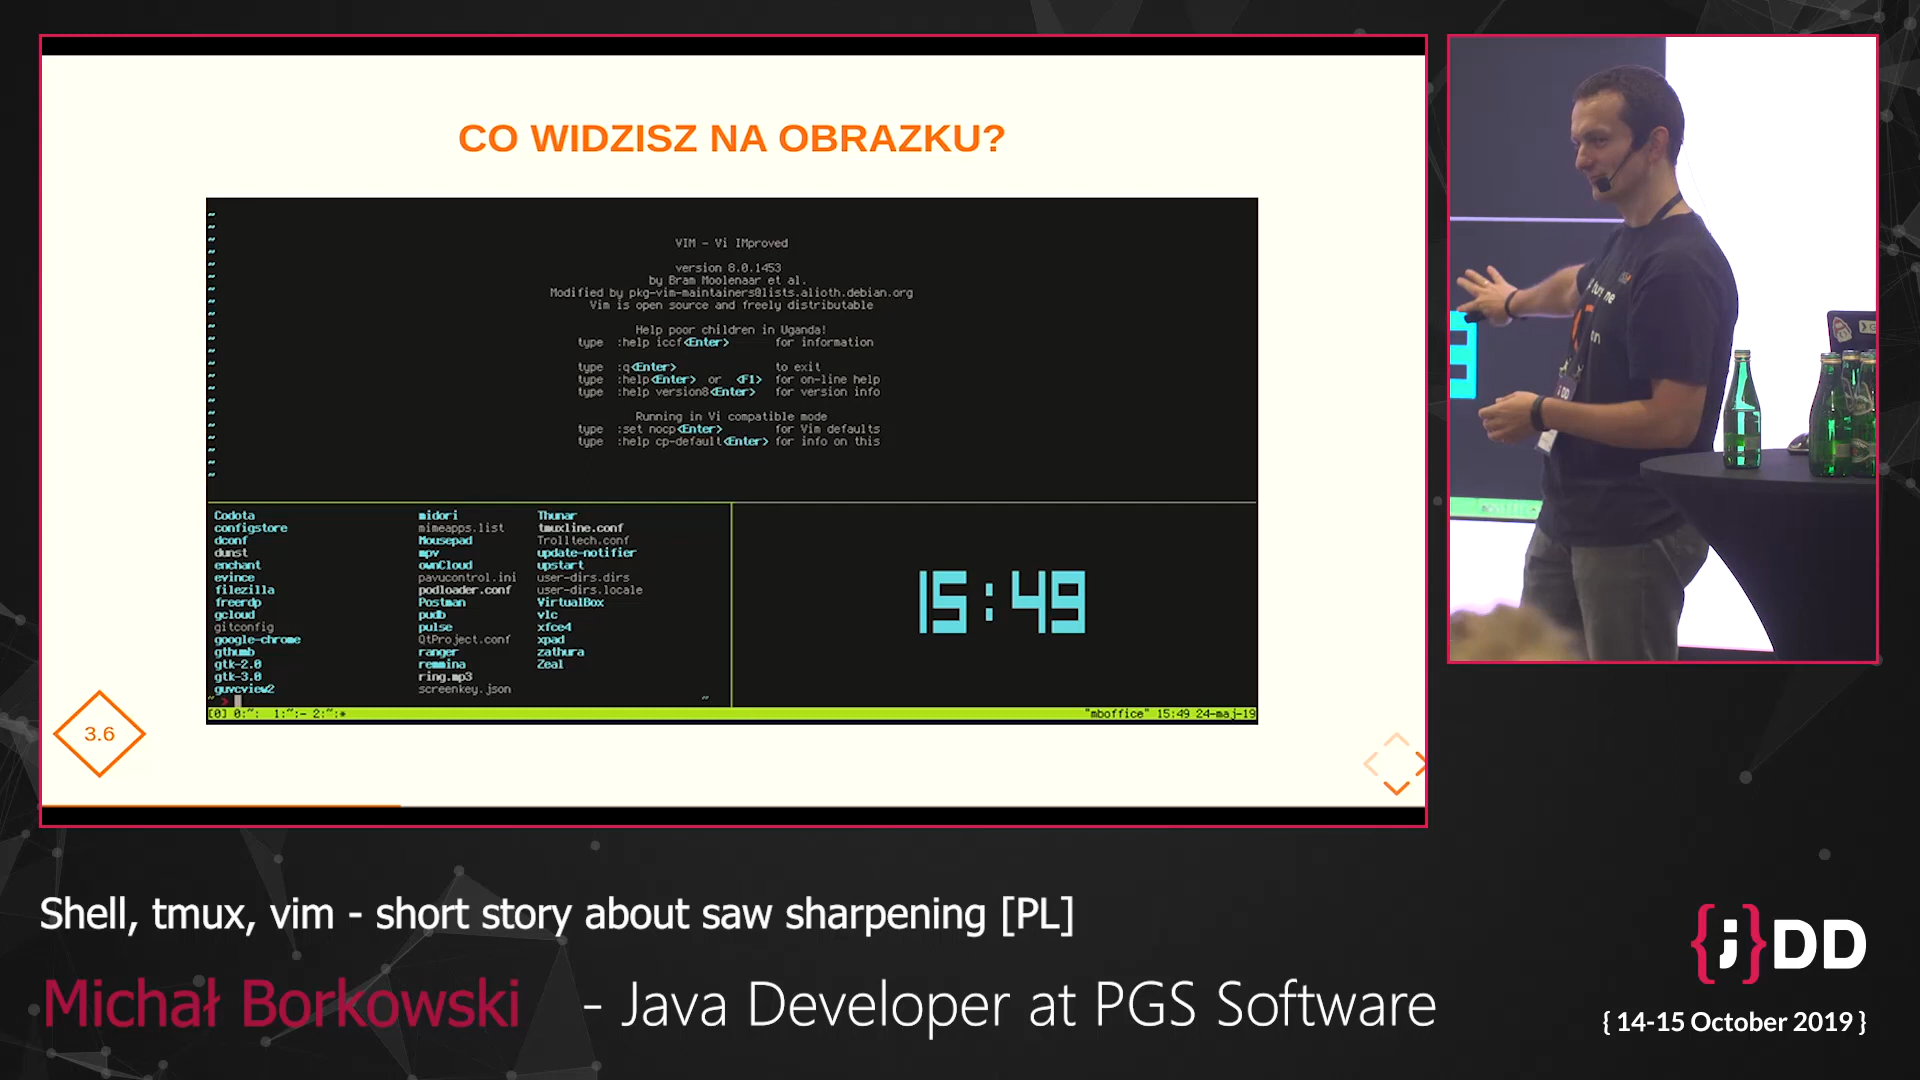 CO WIDZISZ NA OBRAZKU?
VIM - Vi IMproved
version 8.0.1453
by Bram Moolenaar et al.
Modified by pkg-vim-maintainers@lists.alioth.debian.org
Vim is open source and freely distributable
Help poor children in Uganda!
type :help iccf<Enter> for information
type :q<Enter> to exit
type :help<Enter> or <F1> for on-line help
type :help version8<Enter> for version info
Running in Vi compatible mode
type :set nocp<Enter> for Vim defaults
type :help cp-default<Enter> for info on this
Codota midori Thunar
configstore mimeapps.list tmuxline.conf
dconf Mousepad Trolltech.conf
dunst mpv update-notifier
enchant ownCloud upstart
evince pavucontrol.ini user-dirs.dirs
filezilla podloader.conf user-dirs.locale
freerdp Postman VirtualBox
gcloud pudb vlc
gitconfig pulse xfce4
google-chrome QtProject.conf xpad
gthumb ranger zathura
gtk-2.0 remmina Zeal
gtk-3.0 ring.mp3
guvcview2 screenkey.json
~ > ~
15:49
[0] 0:~: 1:~:- 2:~:* "mboffice" 15:49 24-maj-19
3.6
Shell, tmux, vim - short story about saw sharpening [PL]
Michał Borkowski - Java Developer at PGS Software
{;}DD
{ 14-15 October 2019 }